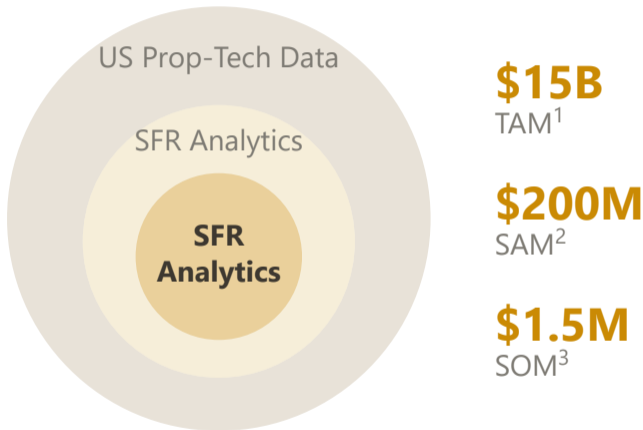 US Prop-Tech Data
SFR Analytics
SFR
Analytics
$15B
TAM¹
$200M
SAM²
$1.5M
SOM³